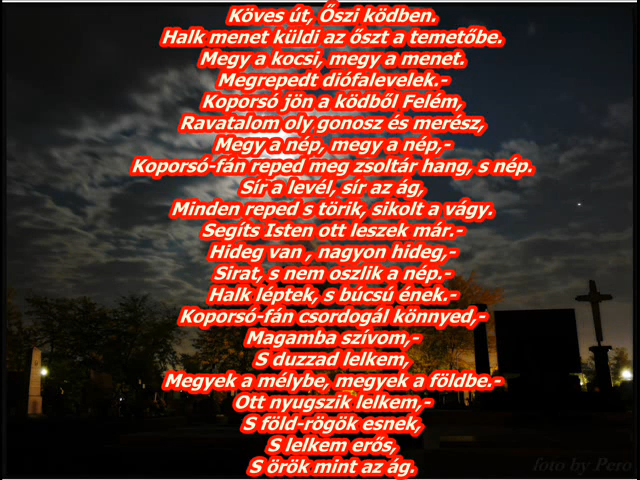 Köves út, Őszi ködben.
Halk menet küldi az őszt a temetőbe.
Megy a kocsi, megy a menet.
Megrepedt diófalevelek.-
Koporsó jön a ködből Felém,
Ravatalom oly gonosz és merész,
Megy a nép, megy a nép,-
Koporsó-fán reped meg zsoltár hang, s nép.
Sír a levél, sír az ág,
Minden reped s törik, sikolt a vágy.
Segíts Isten ott leszek már.-
Hideg van , nagyon hideg,-
Sirat, s nem oszlik a nép.-
Halk léptek, s búcsú ének.-
Koporsó-fán csordogál könnyed,-
Magamba szívom,-
S duzzad lelkem,
Megyek a mélybe, megyek a földbe.-
Ott nyugszik lelkem,-
S föld-rögök esnek,
S lelkem erős,
S örök mint az ág.
foto by Pero